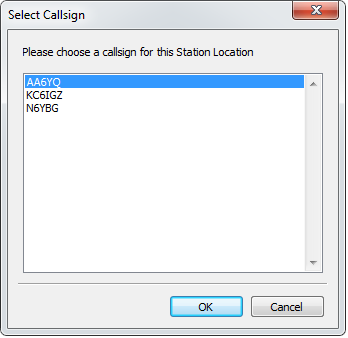 Select Callsign
Please choose a callsign for this Station Location
AA6YQ
KC6IGZ
N6YBG
OK
Cancel